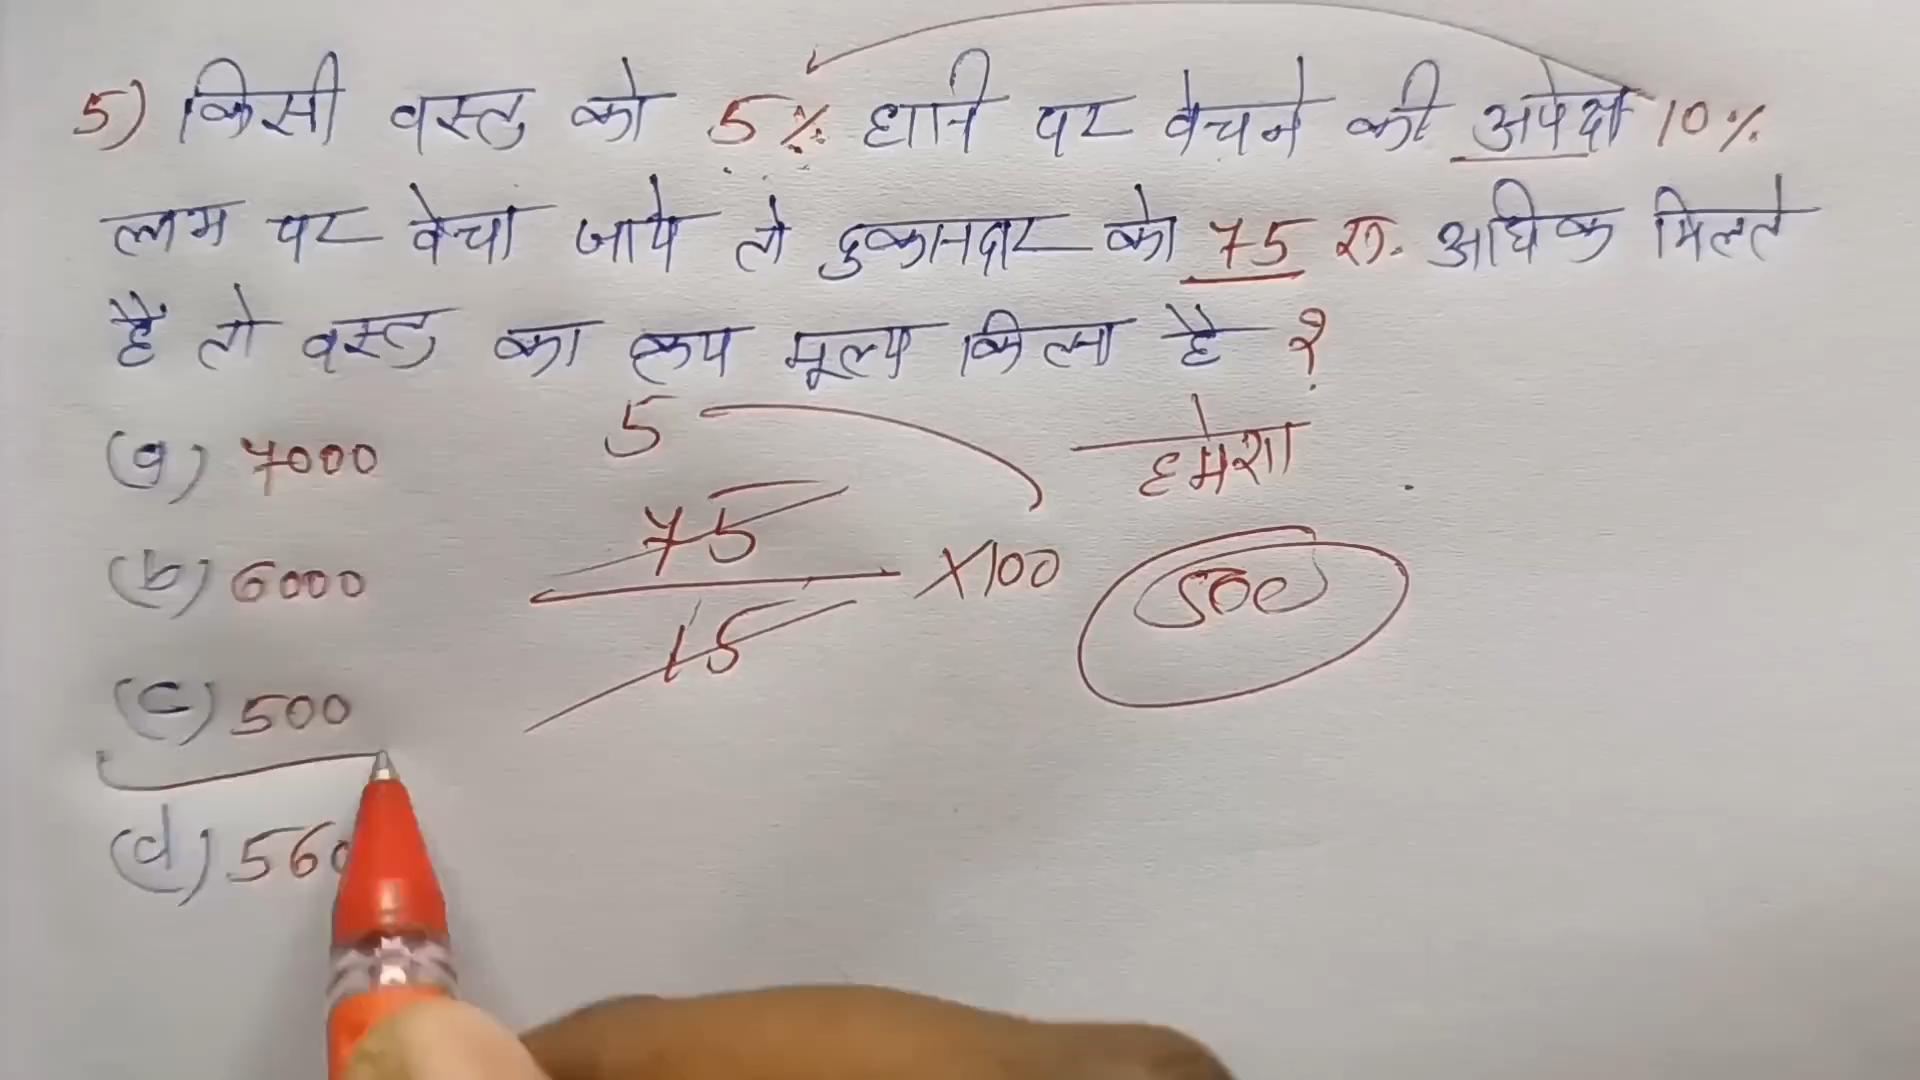 5) किसी वस्तु को 5% हानि पर बेचने की अपेक्षा 10%
लाभ पर बेचा जाये तो दुकानदार को 75 रु. अधिक मिलते
हैं तो वस्तु का क्रय मूल्य कितना है ?
(a) 7000
(b) 6000
(c) 500
(d) 560
5
75
15
×100
हमेशा
500